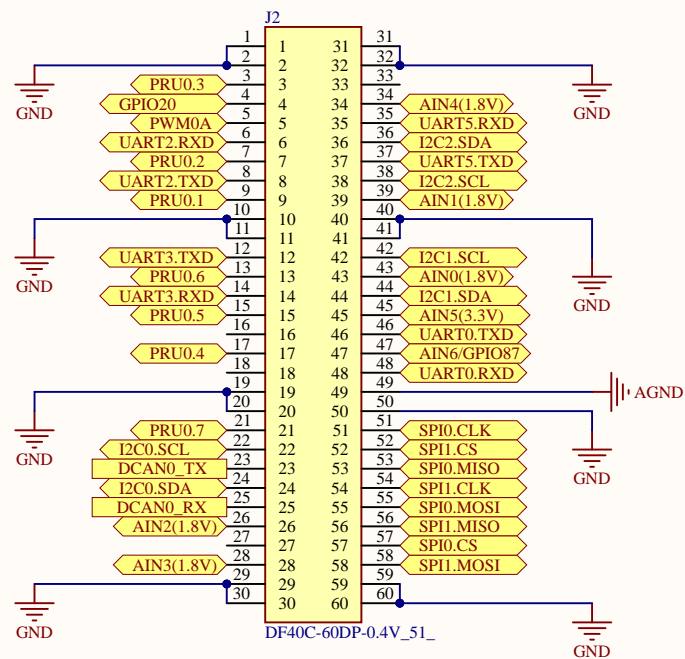 J2
1 1 31 31
2 2 32 32
GND GND
PRU0.3 3 3 33 33
GPIO20 4 4 34 34 AIN4(1.8V)
PWM0A 5 5 35 35 UART5.RXD
UART2.RXD 6 6 36 36 I2C2.SDA
PRU0.2 7 7 37 37 UART5.TXD
UART2.TXD 8 8 38 38 I2C2.SCL
PRU0.1 9 9 39 39 AIN1(1.8V)
10 10 40 40
11 11 41 41
GND GND
UART3.TXD 12 12 42 42 I2C1.SCL
PRU0.6 13 13 43 43 AIN0(1.8V)
UART3.RXD 14 14 44 44 I2C1.SDA
PRU0.5 15 15 45 45 AIN5(3.3V)
16 16 46 46 UART0.TXD
PRU0.4 17 17 47 47 AIN6/GPIO87
18 18 48 48 UART0.RXD
19 19 49 49 AGND
20 20 50 50
GND GND
PRU0.7 21 21 51 51 SPI0.CLK
I2C0.SCL 22 22 52 52 SPI1.CS
DCAN0_TX 23 23 53 53 SPI0.MISO
I2C0.SDA 24 24 54 54 SPI1.CLK
DCAN0_RX 25 25 55 55 SPI0.MOSI
AIN2(1.8V) 26 26 56 56 SPI1.MISO
27 27 57 57 SPI0.CS
AIN3(1.8V) 28 28 58 58 SPI1.MOSI
29 29 59 59
30 30 60 60
GND GND
DF40C-60DP-0.4V_51_